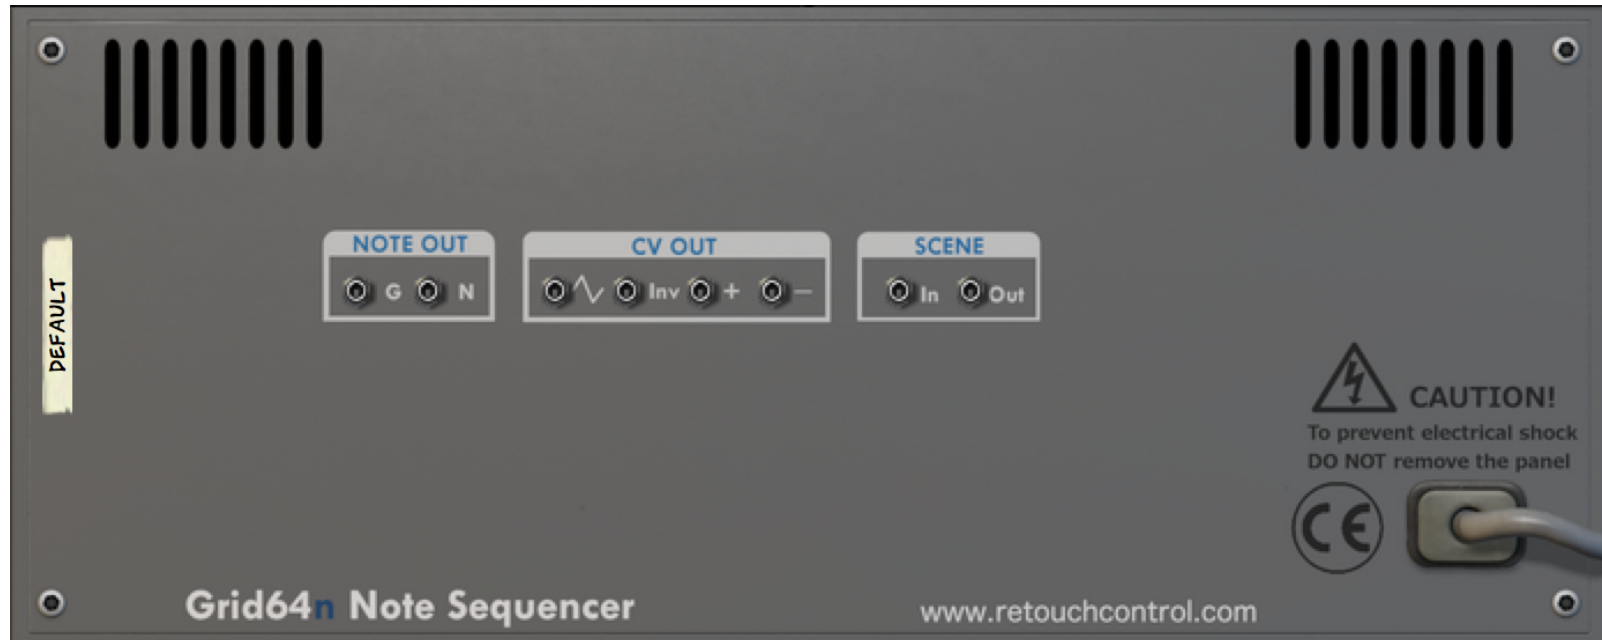 DEFAULT
NOTE OUT
G N
CV OUT
Inv + −
SCENE
In Out
CAUTION!
To prevent electrical shock
DO NOT remove the panel
CE
Grid64n Note Sequencer
www.retouchcontrol.com